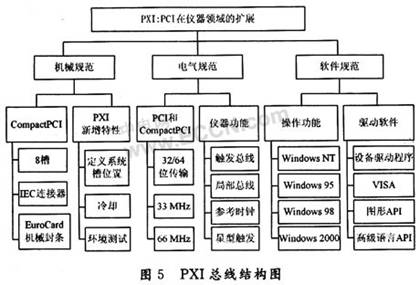 PXI:PCI在仪器领域的扩展
机械规范
电气规范
软件规范
CompactPCI
PXI
新增特性
PCI和
CompactPCI
仪器功能
操作功能
驱动软件
8槽
定义系统
槽位置
32/64
位传输
触发总线
Windows NT
设备驱动程序
IEC连接器
冷却
33 MHz
局部总线
Windows 95
VISA
EuroCard
机械封条
环境测试
66 MHz
参考时钟
Windows 98
图形API
星型触发
Windows 2000
高级语言API
图 5 PXI 总线结构图